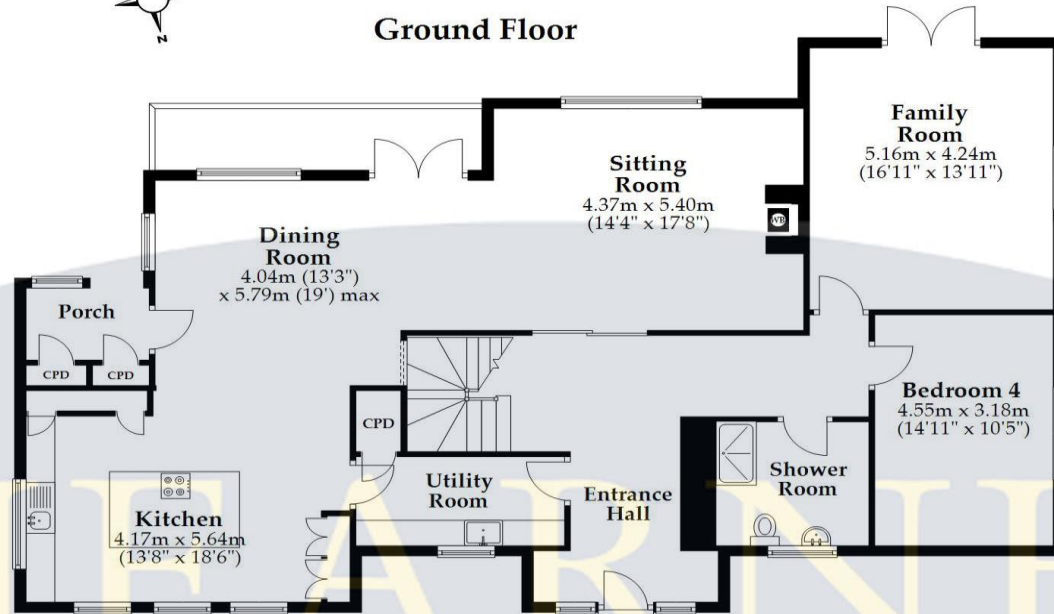 Ground Floor
N
Family
Room
5.16m x 4.24m
(16'11" x 13'11")
Sitting
Room
4.37m x 5.40m
(14'4" x 17'8")
WB
Dining
Room
4.04m (13'3")
x 5.79m (19') max
Porch
CPD
CPD
CPD
Bedroom 4
4.55m x 3.18m
(14'11" x 10'5")
Utility
Room
Entrance
Hall
Shower
Room
Kitchen
4.17m x 5.64m
(13'8" x 18'6")